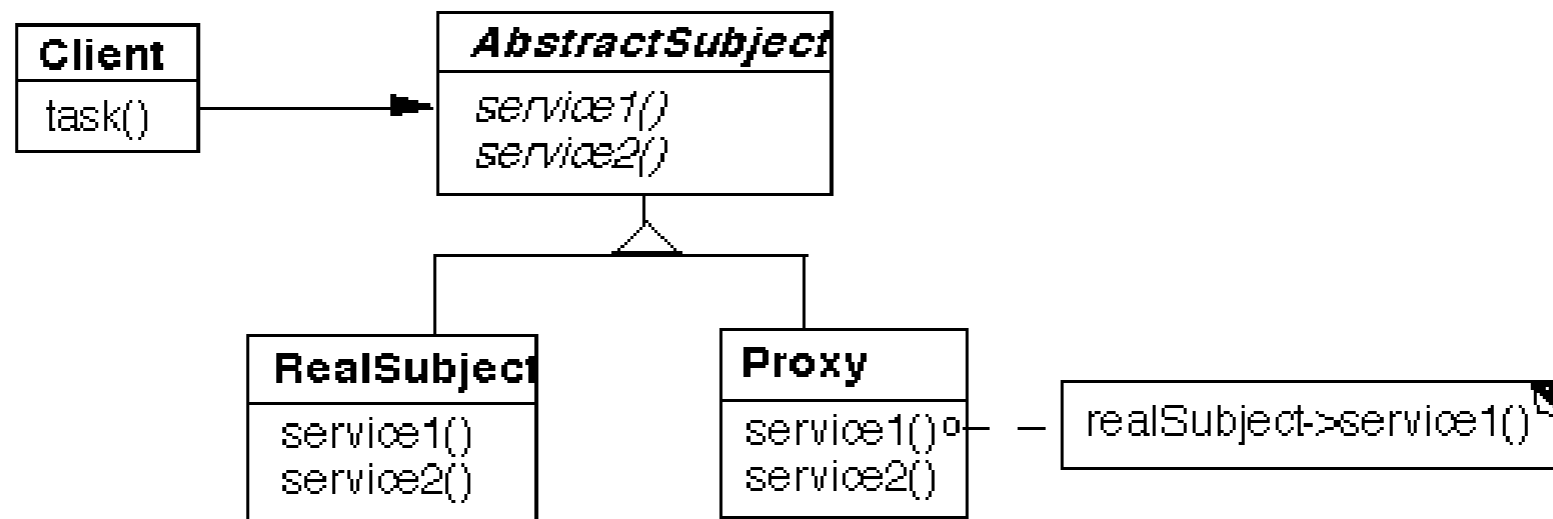 Client
task()
AbstractSubject
service1()
service2()
RealSubject
service1()
service2()
Proxy
service1()
service2()
realSubject->service1()